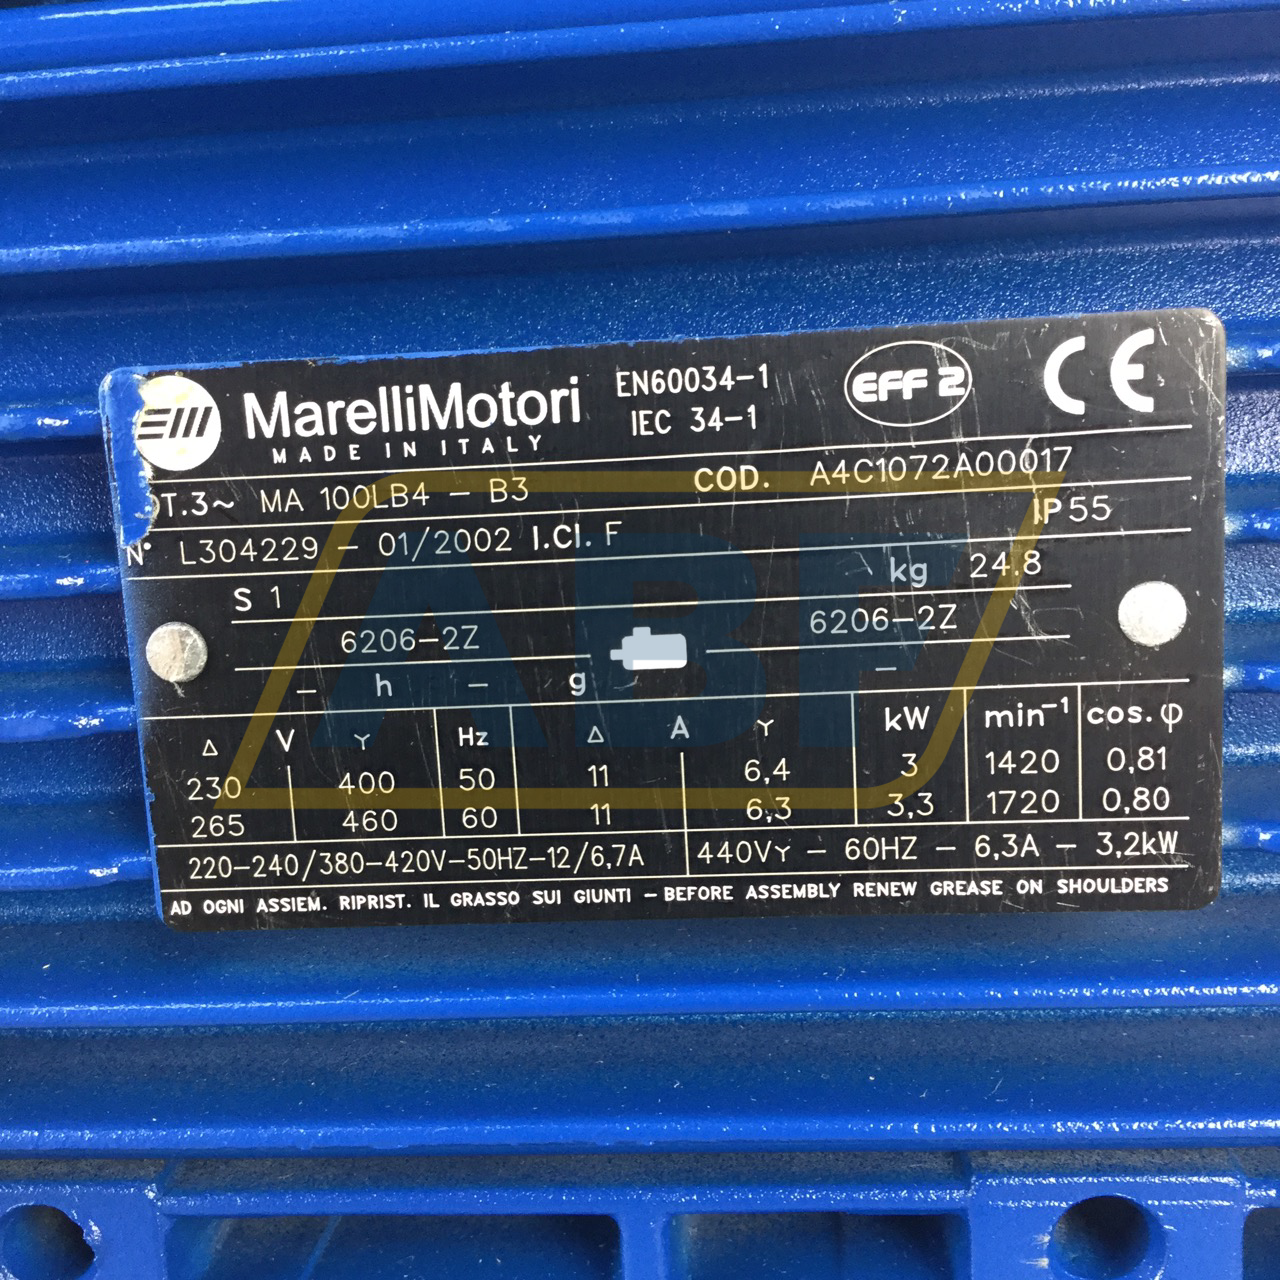 MarelliMotori
MADE IN ITALY
EN60034-1
IEC 34-1
EFF 2
CE
T.3~ MA 100LB4 - B3 COD. A4C1072A00017
N° L304229 - 01/2002 I.Cl. F IP 55
S 1 kg 24.8
6206-2Z 6206-2Z
- h - g -
Δ V Y Hz Δ A Y kW min⁻¹ cos.φ
230 400 50 11 6,4 3 1420 0,81
265 460 60 11 6,3 3,3 1720 0,80
220-240/380-420V-50HZ-12/6,7A 440VY - 60HZ - 6,3A - 3,2kW
AD OGNI ASSIEM. RIPRIST. IL GRASSO SUI GIUNTI - BEFORE ASSEMBLY RENEW GREASE ON SHOULDERS
ABF